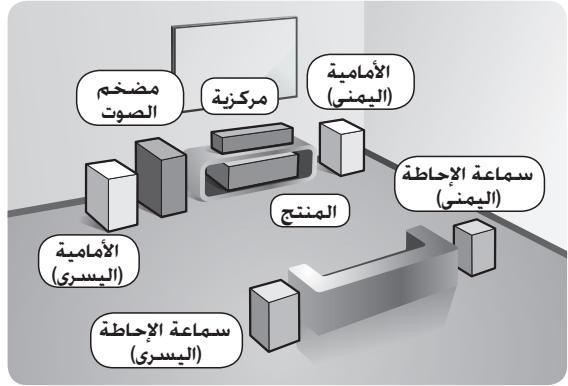 الأمامية
(اليمنى)
مركزية
مضخم
الصوت
سماعة الإحاطة
(اليمنى)
المنتج
الأمامية
(اليسرى)
سماعة الإحاطة
(اليسرى)